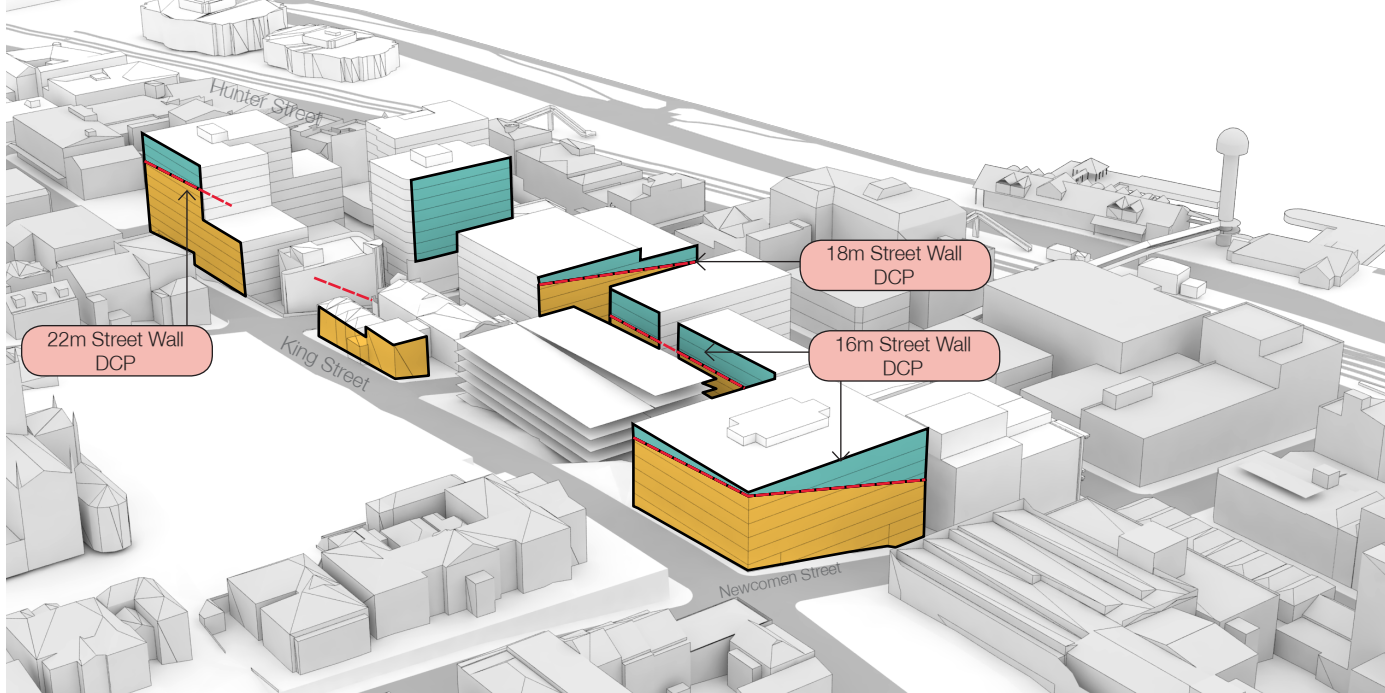 Hunter Street
18m Street Wall
DCP
22m Street Wall
DCP
16m Street Wall
DCP
King Street
Newcomen Street